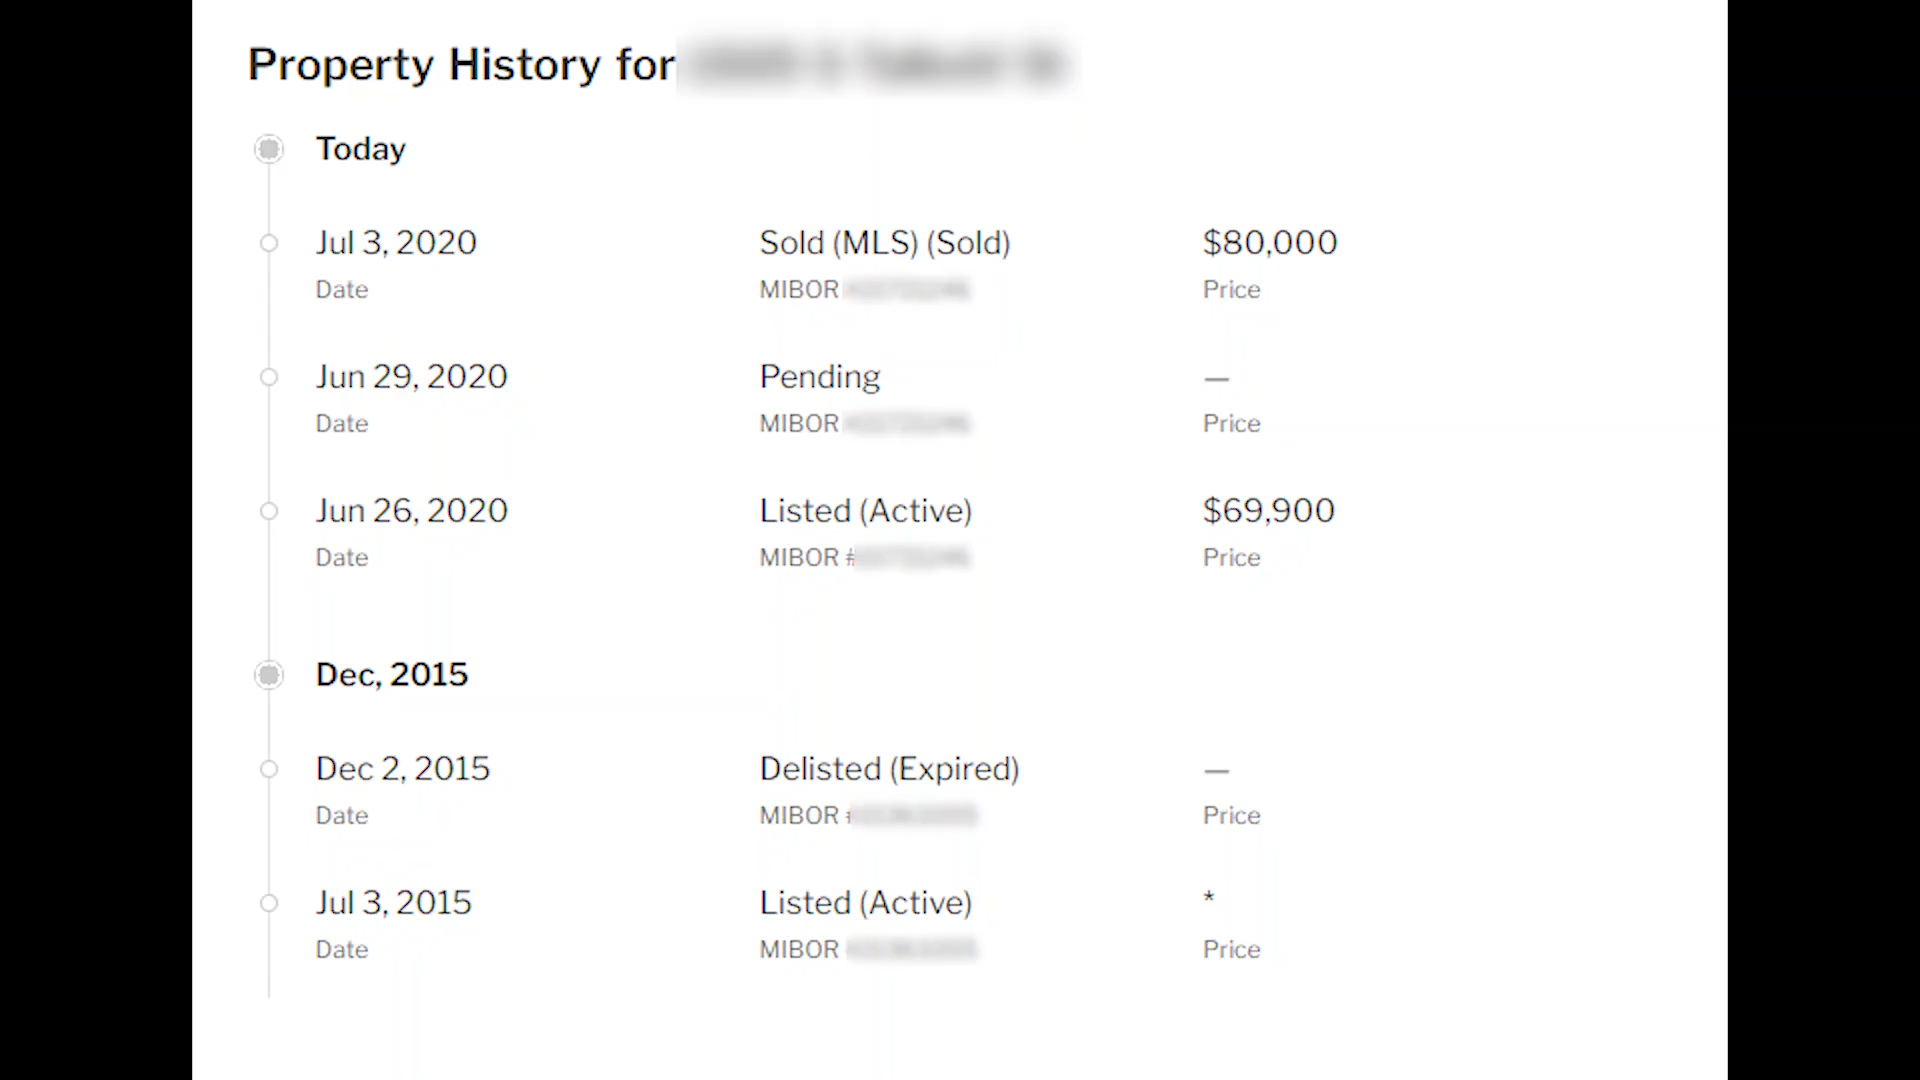 Property History for
Today
Jul 3, 2020 Sold (MLS) (Sold) $80,000
Date MIBOR Price
Jun 29, 2020 Pending —
Date MIBOR Price
Jun 26, 2020 Listed (Active) $69,900
Date MIBOR # Price
Dec, 2015
Dec 2, 2015 Delisted (Expired) —
Date MIBOR Price
Jul 3, 2015 Listed (Active) *
Date MIBOR Price